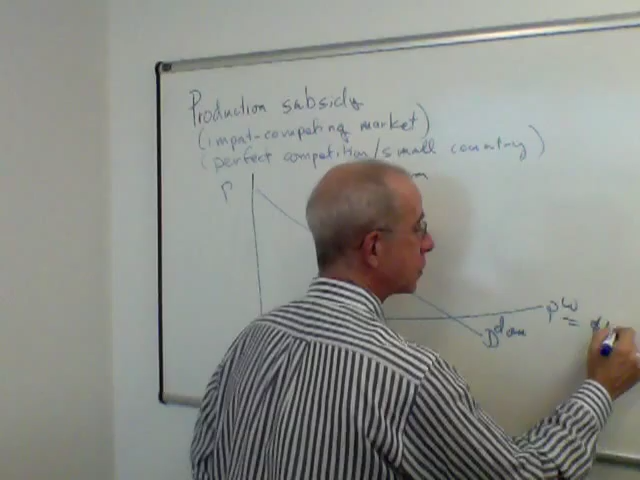 Production subsidy
(import-competing market)
(perfect competition/small country)
P
m
P^w
=
D^dom